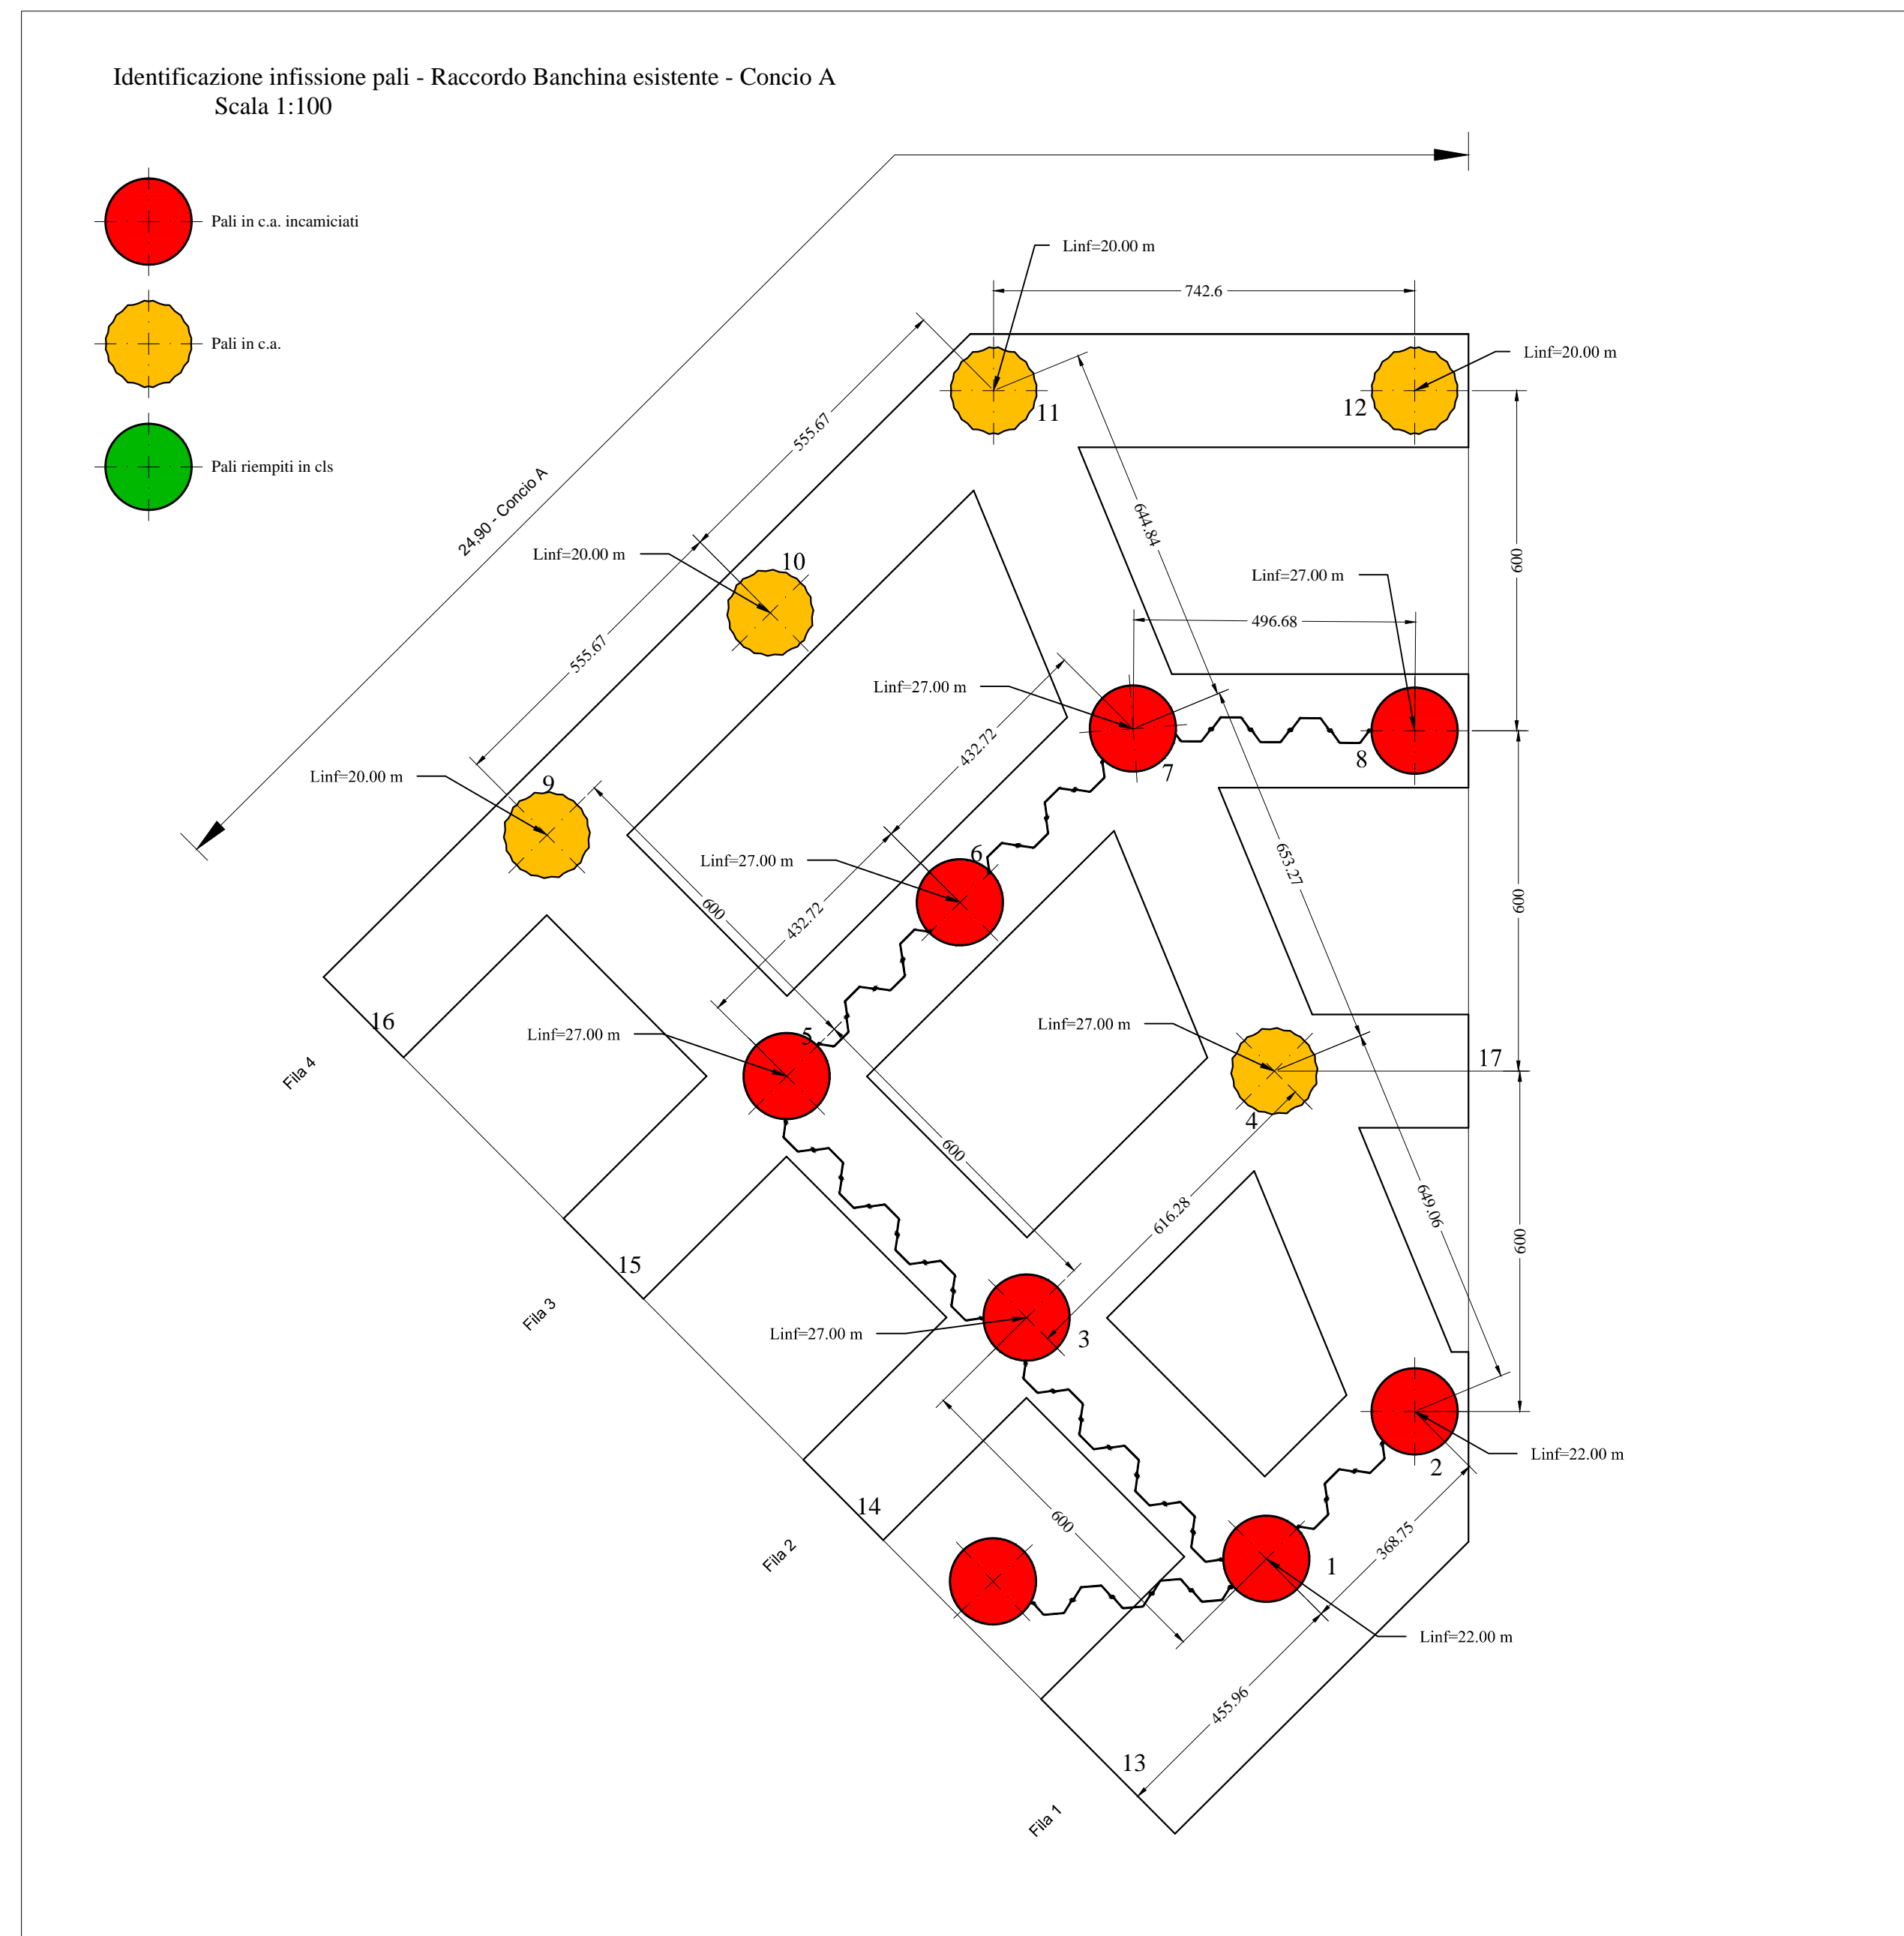 Identificazione infissione pali - Raccordo Banchina esistente - Concio A
Scala 1:100
Pali in c.a. incamiciati
Pali in c.a.
Pali riempiti in cls
24,90 - Concio A
Linf=20.00 m
742.6
Linf=20.00 m
11
12
555.67
644.84
600
Linf=20.00 m
10
Linf=27.00 m
496.68
555.67
Linf=27.00 m
432.72
7
8
Linf=20.00 m
9
Linf=27.00 m
6
653.27
600
600
432.72
Linf=27.00 m
5
Linf=27.00 m
4
17
16
Fila 4
600
616.28
649.06
600
15
Fila 3
Linf=27.00 m
3
2
Linf=22.00 m
14
Fila 2
600
368.75
1
Linf=22.00 m
455.96
13
Fila 1